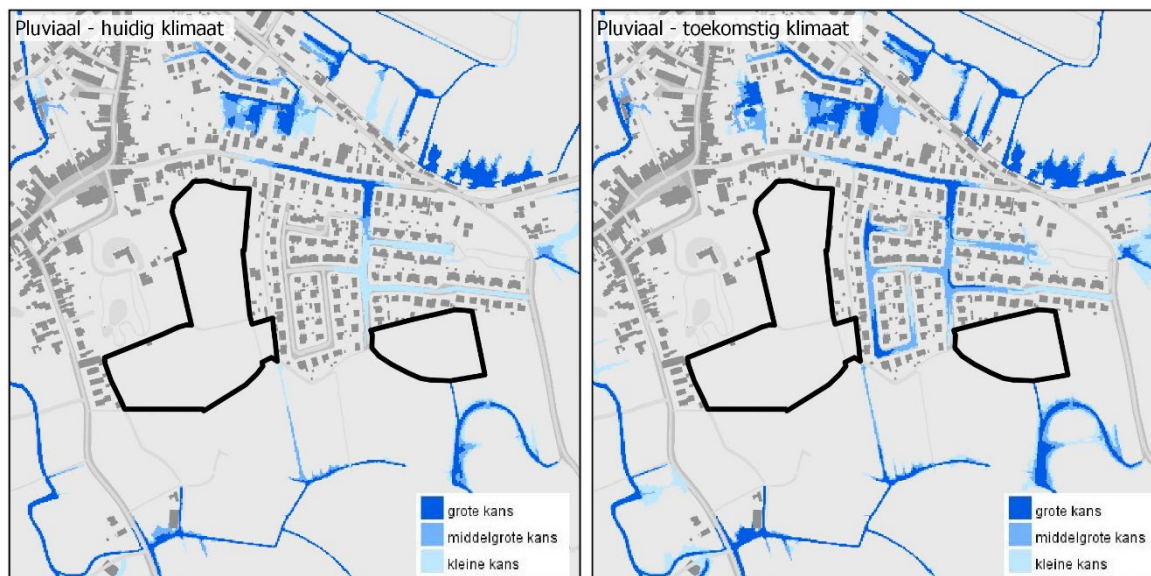 Pluviaal - huidig klimaat
grote kans
middelgrote kans
kleine kans
Pluviaal - toekomstig klimaat
grote kans
middelgrote kans
kleine kans